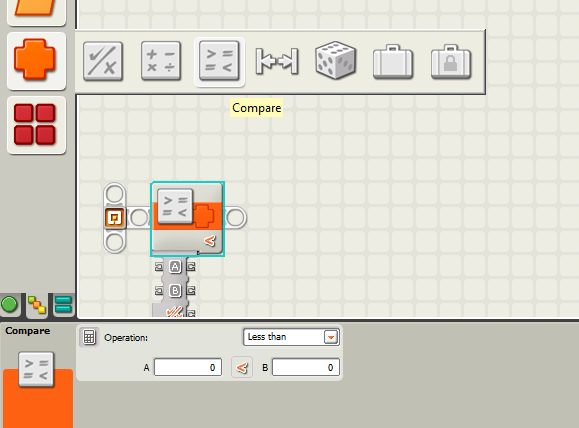 Compare
A
B
Compare
Operation: Less than
A 0 < B 0